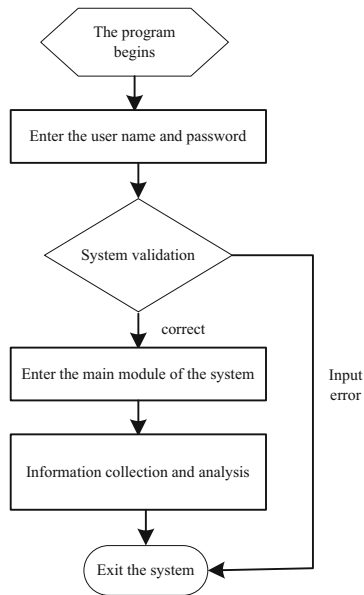 The program
begins
Enter the user name and password
System validation
correct
Enter the main module of the system
Input
error
Information collection and analysis
Exit the system